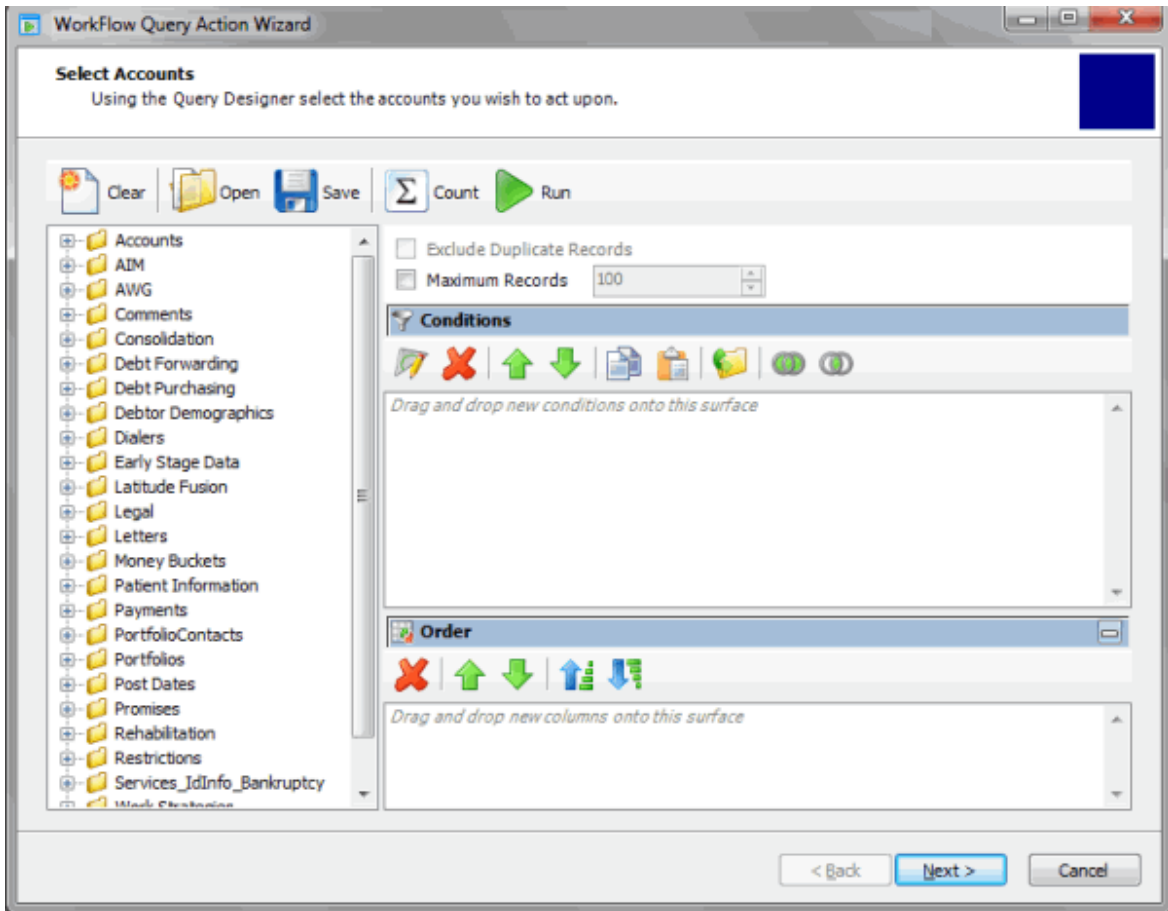 WorkFlow Query Action Wizard
Select Accounts
Using the Query Designer select the accounts you wish to act upon.
Clear Open Save Count Run
Accounts
AIM
AWG
Comments
Consolidation
Debt Forwarding
Debt Purchasing
Debtor Demographics
Dialers
Early Stage Data
Latitude Fusion
Legal
Letters
Money Buckets
Patient Information
Payments
PortfolioContacts
Portfolios
Post Dates
Promises
Rehabilitation
Restrictions
Services_IdInfo_Bankruptcy
Work Strategies
Exclude Duplicate Records
Maximum Records 100
Conditions
Drag and drop new conditions onto this surface
Order
Drag and drop new columns onto this surface
< Back Next > Cancel